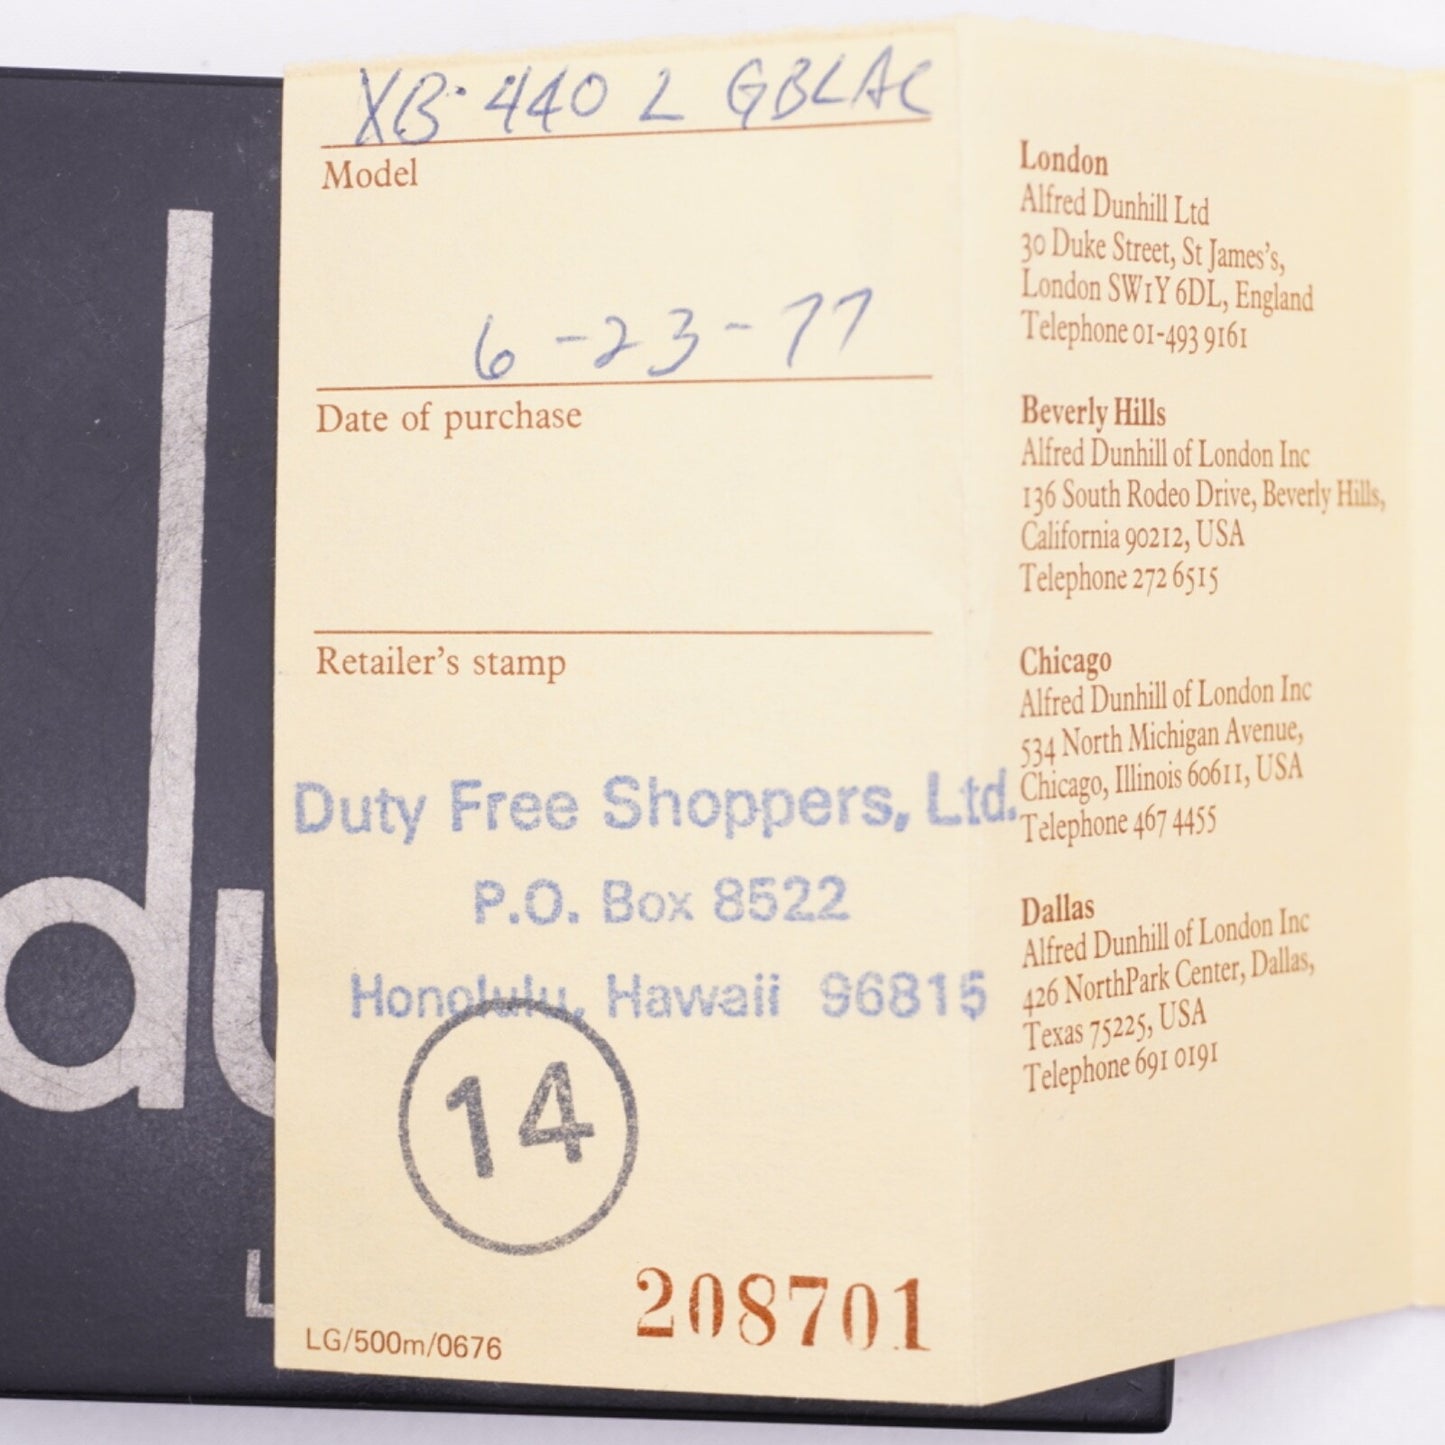 XB·440 L GBLAC
Model
6-23-77
Date of purchase
Retailer's stamp
Duty Free Shoppers, Ltd.
P.O. Box 8522
Honolulu, Hawaii 96815
14
208701
LG/500m/0676
London
Alfred Dunhill Ltd
30 Duke Street, St James's,
London SW1Y 6DL, England
Telephone 01-493 9161
Beverly Hills
Alfred Dunhill of London Inc
136 South Rodeo Drive, Beverly Hills,
California 90212, USA
Telephone 272 6515
Chicago
Alfred Dunhill of London Inc
534 North Michigan Avenue,
Chicago, Illinois 60611, USA
Telephone 467 4455
Dallas
Alfred Dunhill of London Inc
426 NorthPark Center, Dallas,
Texas 75225, USA
Telephone 691 0191
du
L